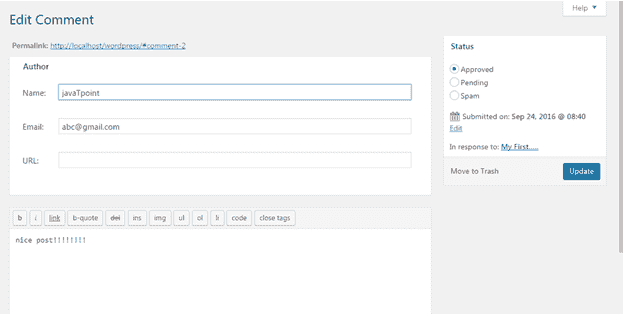 Help ▼
Edit Comment
Permalink: http://localhost/wordpress/#comment-2
Author
Name: javaTpoint
Email: abc@gmail.com
URL:
b i link b-quote del ins img ul ol li code close tags
nice post!!!!!!!!
Status
Approved
Pending
Spam
Submitted on: Sep 24, 2016 @ 08:40
Edit
In response to: My First.....
Move to Trash Update